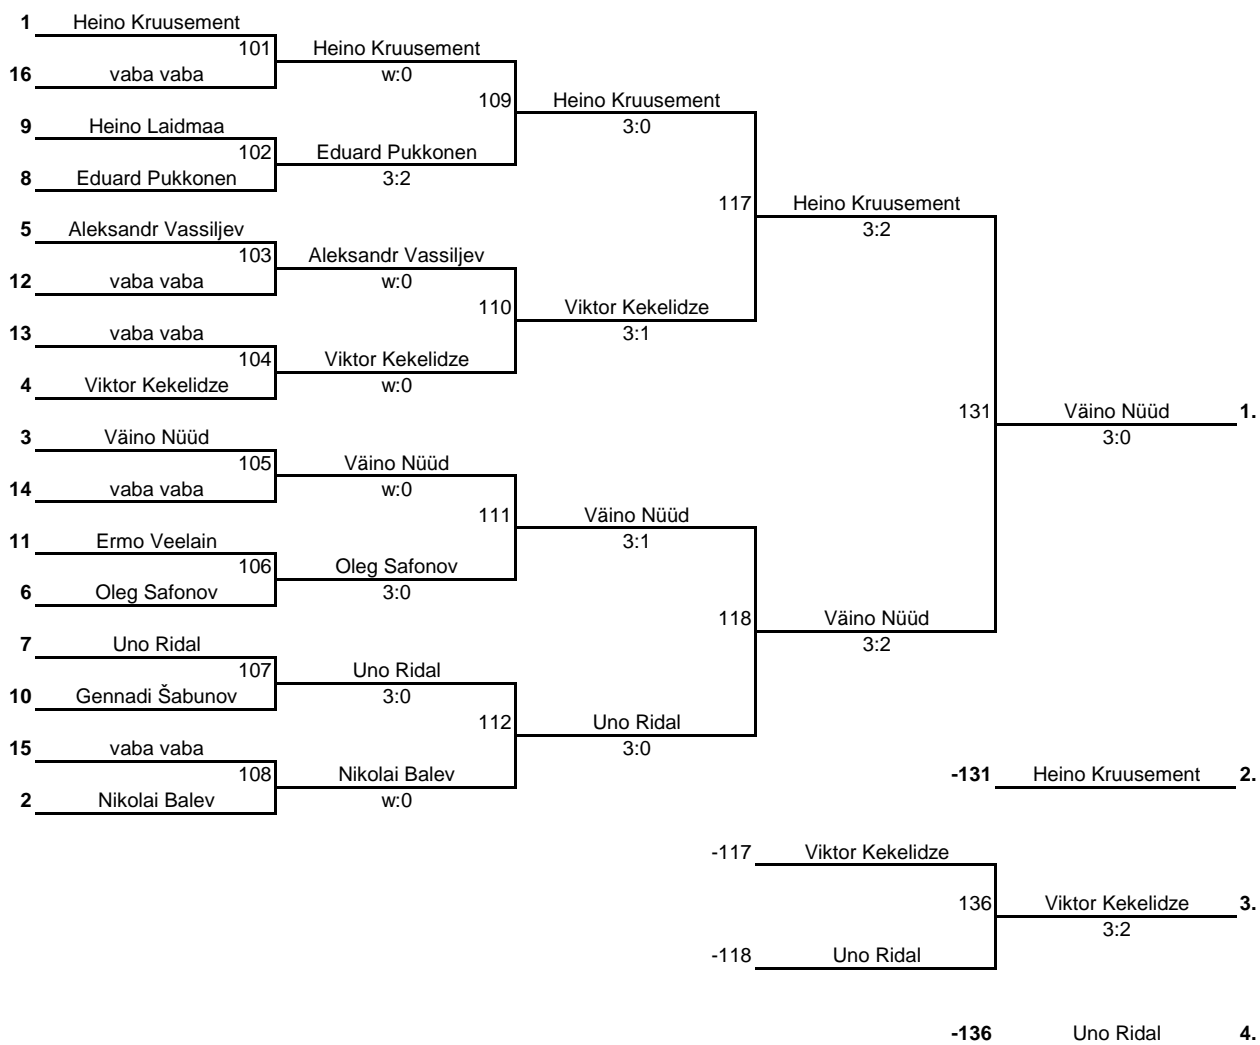 1 Heino Kruusement
101 Heino Kruusement
16 vaba vaba w:0
109 Heino Kruusement
9 Heino Laidmaa 3:0
102 Eduard Pukkonen
8 Eduard Pukkonen 3:2
117 Heino Kruusement
5 Aleksandr Vassiljev 3:2
103 Aleksandr Vassiljev
12 vaba vaba w:0
110 Viktor Kekelidze
13 vaba vaba 3:1
104 Viktor Kekelidze
4 Viktor Kekelidze w:0
131 Väino Nüüd 1.
3 Väino Nüüd 3:0
105 Väino Nüüd
14 vaba vaba w:0
111 Väino Nüüd
11 Ermo Veelain 3:1
106 Oleg Safonov
6 Oleg Safonov 3:0
118 Väino Nüüd
7 Uno Ridal 3:2
107 Uno Ridal
10 Gennadi Šabunov 3:0
112 Uno Ridal
15 vaba vaba 3:0
108 Nikolai Balev -131 Heino Kruusement 2.
2 Nikolai Balev w:0
-117 Viktor Kekelidze
136 Viktor Kekelidze 3.
3:2
-118 Uno Ridal
-136 Uno Ridal 4.